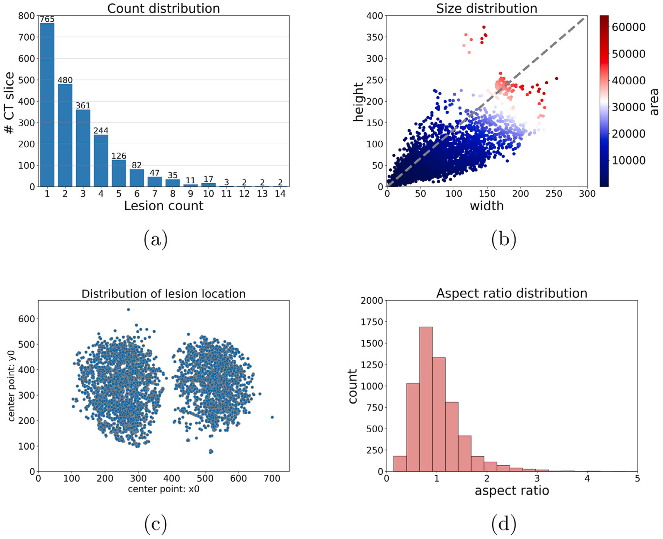 Count distribution
# CT slice
800
700
600
500
400
300
200
100
0
765
480
361
244
126
82
47
35
11
17
3
2
2
2
1 2 3 4 5 6 7 8 9 10 11 12 13 14
Lesion count
(a)
Size distribution
height
400
350
300
250
200
150
100
50
0
0 50 100 150 200 250 300
width
60000
50000
40000
30000
20000
10000
area
(b)
Distribution of lesion location
center point: y0
600
500
400
300
200
100
0
0 100 200 300 400 500 600 700
center point: x0
(c)
Aspect ratio distribution
count
2000
1750
1500
1250
1000
750
500
250
0
0 1 2 3 4 5
aspect ratio
(d)